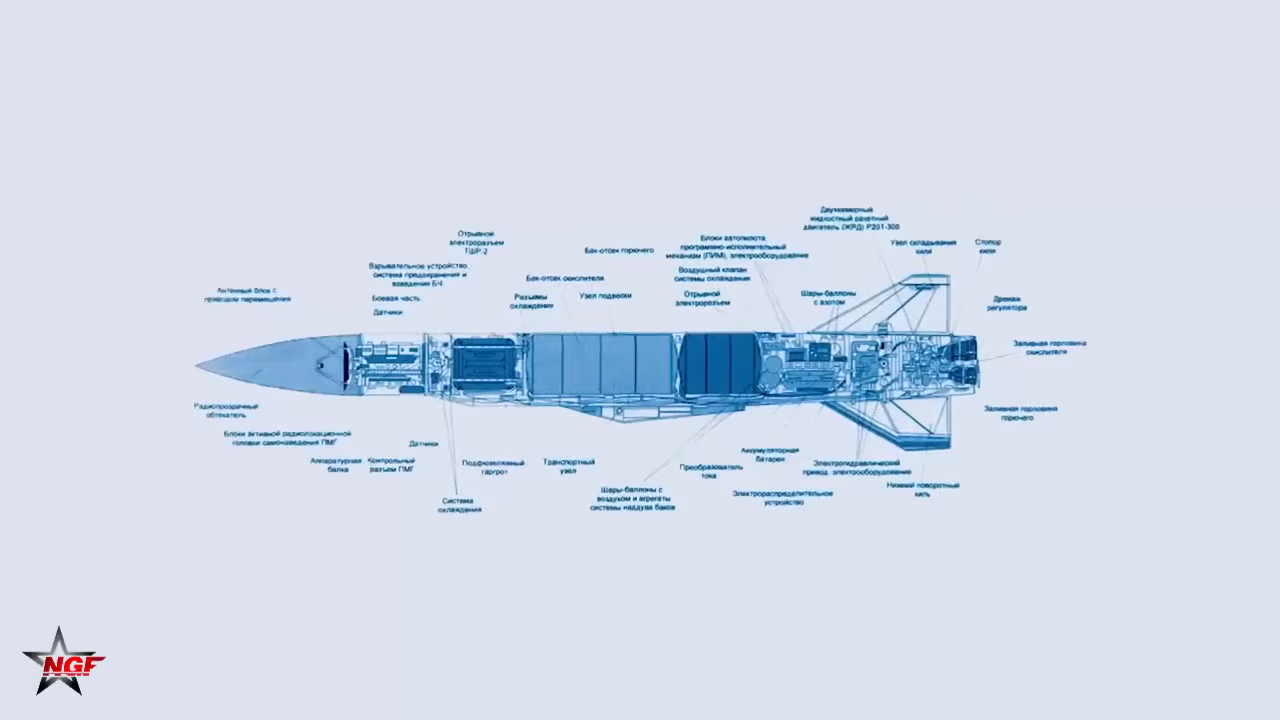 Двухкамерный
жидкостный ракетный
двигатель (ЖРД) Р201-300
Отрывной
электроразъем
ТШР-2
Блоки автопилота,
программно-исполнительный
механизм (ПИМ), электрооборудование
Узел складывания
киля
Стопор
киля
Бак-отсек горючего
Взрывательное устройство,
система предохранения и
взведения БЧ
Бак-отсек окислителя
Воздушный клапан
системы охлаждения
Антенный блок с
приводом перемещения
Боевая часть
Датчики
Разъемы
охлаждения
Узел подвески
Отрывной
электроразъем
Шары-баллоны
с азотом
Дренаж
регулятора
Заливная горловина
окислителя
Радиопрозрачный
обтекатель
Заливная горловина
горючего
Блоки активной радиолокационной
головки самонаведения ПМГ
Датчики
Аппаратурная
балка
Контрольный
разъем ПМГ
Подфюзеляжный
гаргрот
Транспортный
узел
Преобразователь
тока
Аккумуляторная
батарея
Электрогидравлический
привод, электрооборудование
Система
охлаждения
Шары-баллоны с
воздухом и агрегаты
системы наддува баков
Электрораспределительное
устройство
Нижний поворотный
киль
NGF